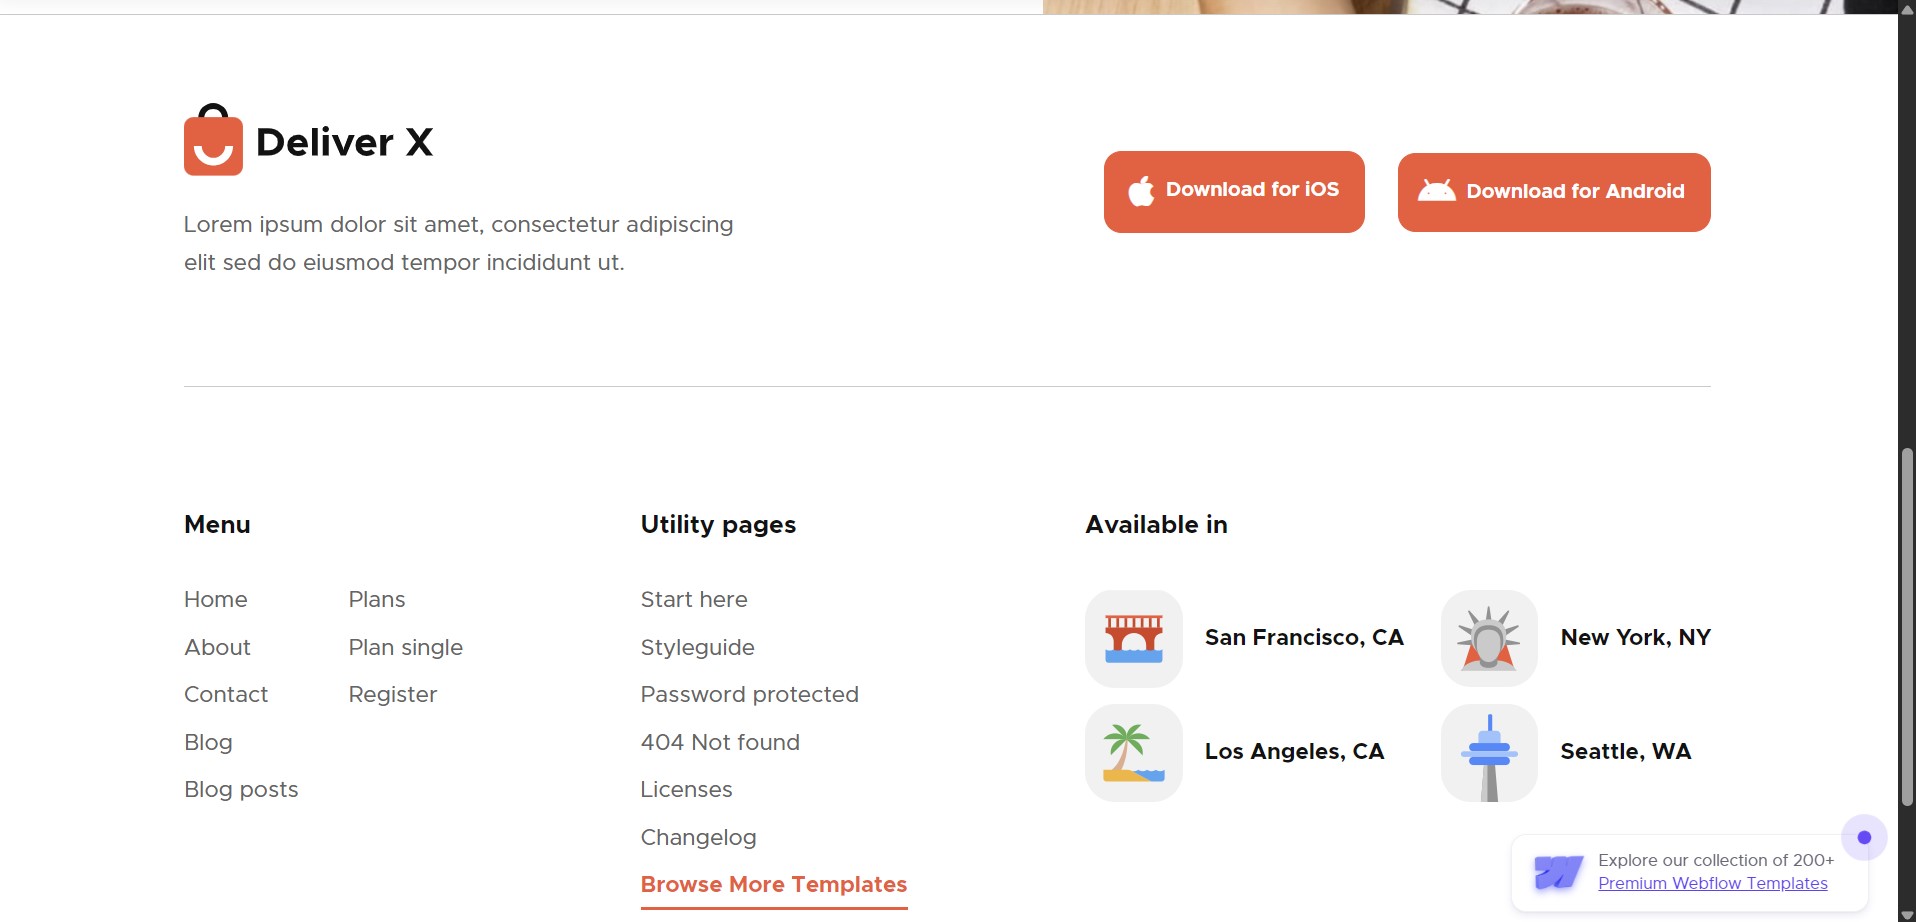 Deliver X
Lorem ipsum dolor sit amet, consectetur adipiscing
elit sed do eiusmod tempor incididunt ut.
Download for iOS
Download for Android
Menu
Home
About
Contact
Blog
Blog posts
Plans
Plan single
Register
Utility pages
Start here
Styleguide
Password protected
404 Not found
Licenses
Changelog
Browse More Templates
Available in
San Francisco, CA
New York, NY
Los Angeles, CA
Seattle, WA
Explore our collection of 200+
Premium Webflow Templates